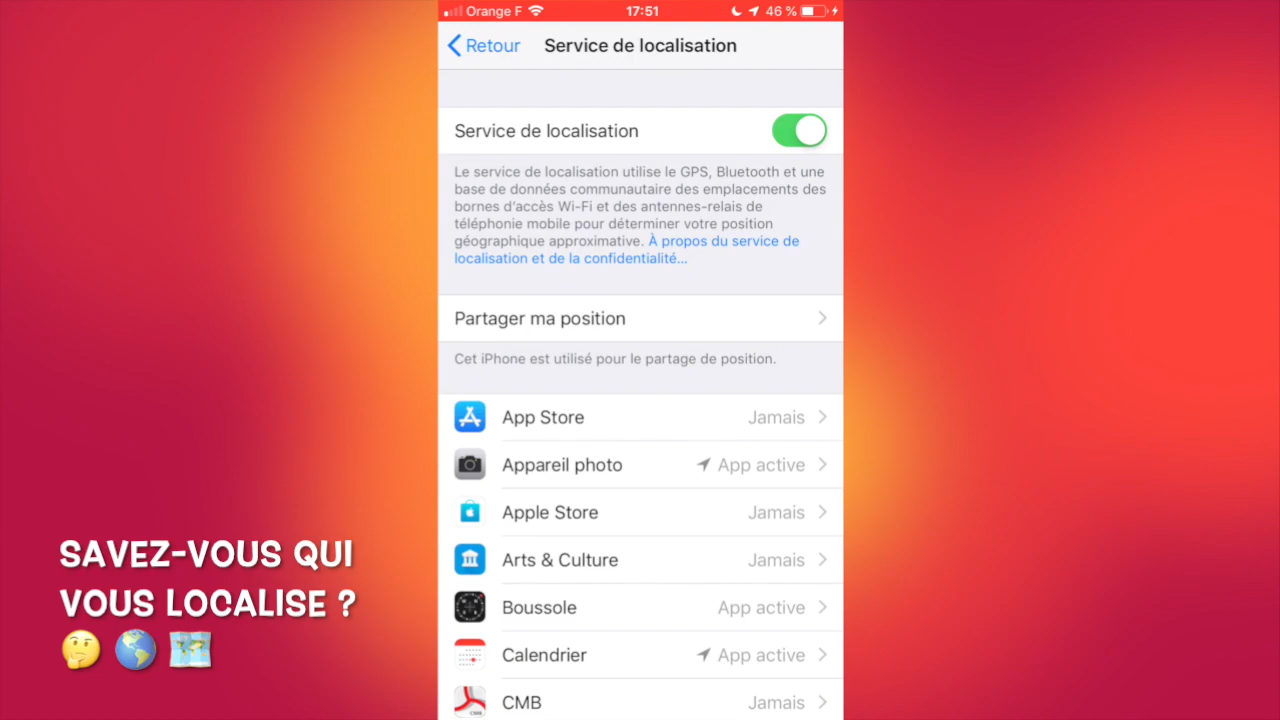 Orange F 17:51 46 %
Retour Service de localisation
Service de localisation
Le service de localisation utilise le GPS, Bluetooth et une
base de données communautaire des emplacements des
bornes d'accès Wi-Fi et des antennes-relais de
téléphonie mobile pour déterminer votre position
géographique approximative. À propos du service de
localisation et de la confidentialité...
Partager ma position
Cet iPhone est utilisé pour le partage de position.
App Store Jamais
Appareil photo App active
Apple Store Jamais
Arts & Culture Jamais
Boussole App active
Calendrier App active
CMB Jamais
SAVEZ-VOUS QUI
VOUS LOCALISE ?